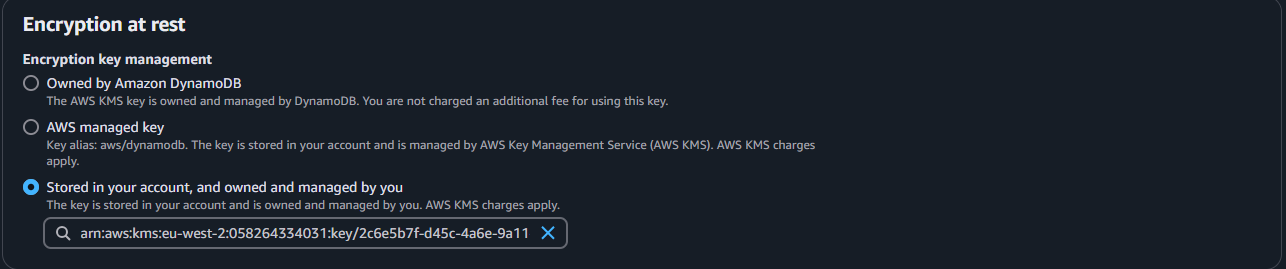 Encryption at rest
Encryption key management
Owned by Amazon DynamoDB
The AWS KMS key is owned and managed by DynamoDB. You are not charged an additional fee for using this key.
AWS managed key
Key alias: aws/dynamodb. The key is stored in your account and is managed by AWS Key Management Service (AWS KMS). AWS KMS charges
apply.
Stored in your account, and owned and managed by you
The key is stored in your account and is owned and managed by you. AWS KMS charges apply.
arn:aws:kms:eu-west-2:058264334031:key/2c6e5b7f-d45c-4a6e-9a11